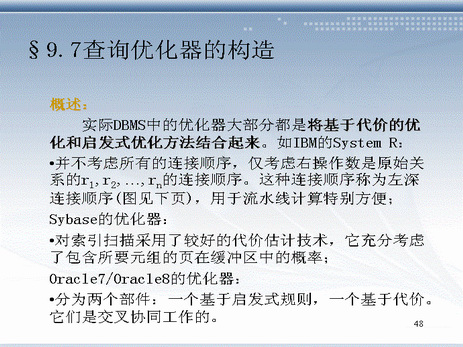 §9.7查询优化器的构造
概述：
实际DBMS中的优化器大部分都是将基于代价的优
化和启发式优化方法结合起来。如IBM的System R：
•并不考虑所有的连接顺序，仅考虑右操作数是原始关
系的r1,r2,...,rn的连接顺序。这种连接顺序称为左深
连接顺序(图见下页)，用于流水线计算特别方便；
Sybase的优化器：
•对索引扫描采用了较好的代价估计技术，它充分考虑
了包含所要元组的页在缓冲区中的概率；
Oracle7/Oracle8的优化器：
•分为两个部件：一个基于启发式规则，一个基于代价。
它们是交叉协同工作的。
48